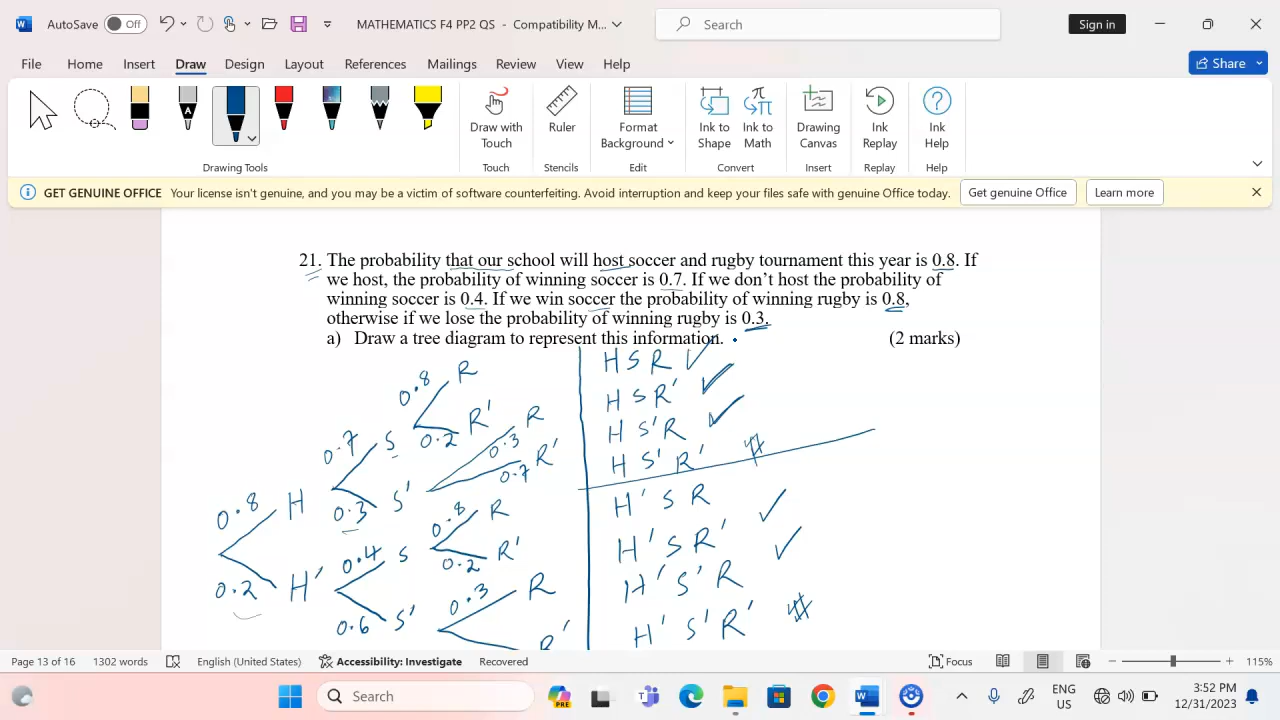 AutoSave Off MATHEMATICS F4 PP2 QS - Compatibility M... Search Sign in
File Home Insert Draw Design Layout References Mailings Review View Help Share
Draw with Touch Ruler Format Background Ink to Shape Ink to Math Drawing Canvas Ink Replay Ink Help
Drawing Tools Touch Stencils Edit Convert Insert Replay Help
GET GENUINE OFFICE Your license isn't genuine, and you may be a victim of software counterfeiting. Avoid interruption and keep your files safe with genuine Office today. Get genuine Office Learn more
21. The probability that our school will host soccer and rugby tournament this year is 0.8. If
we host, the probability of winning soccer is 0.7. If we don't host the probability of
winning soccer is 0.4. If we win soccer the probability of winning rugby is 0.8,
otherwise if we lose the probability of winning rugby is 0.3.
a) Draw a tree diagram to represent this information. (2 marks)
0.8 R H S R ✓
0.2 R' H S R' ✓
0.7 S 0.3 R H S' R ✓
0.7 R' H S' R' #
0.8 H 0.3 S' H' S R ✓
0.8 R
0.2 H' 0.4 S 0.2 R' H' S R' ✓
0.3 R H' S' R
0.6 S' R' H' S' R' #
Page 13 of 16 1302 words English (United States) Accessibility: Investigate Recovered Focus 115%
Search PRE ENG US 3:52 PM 12/31/2023